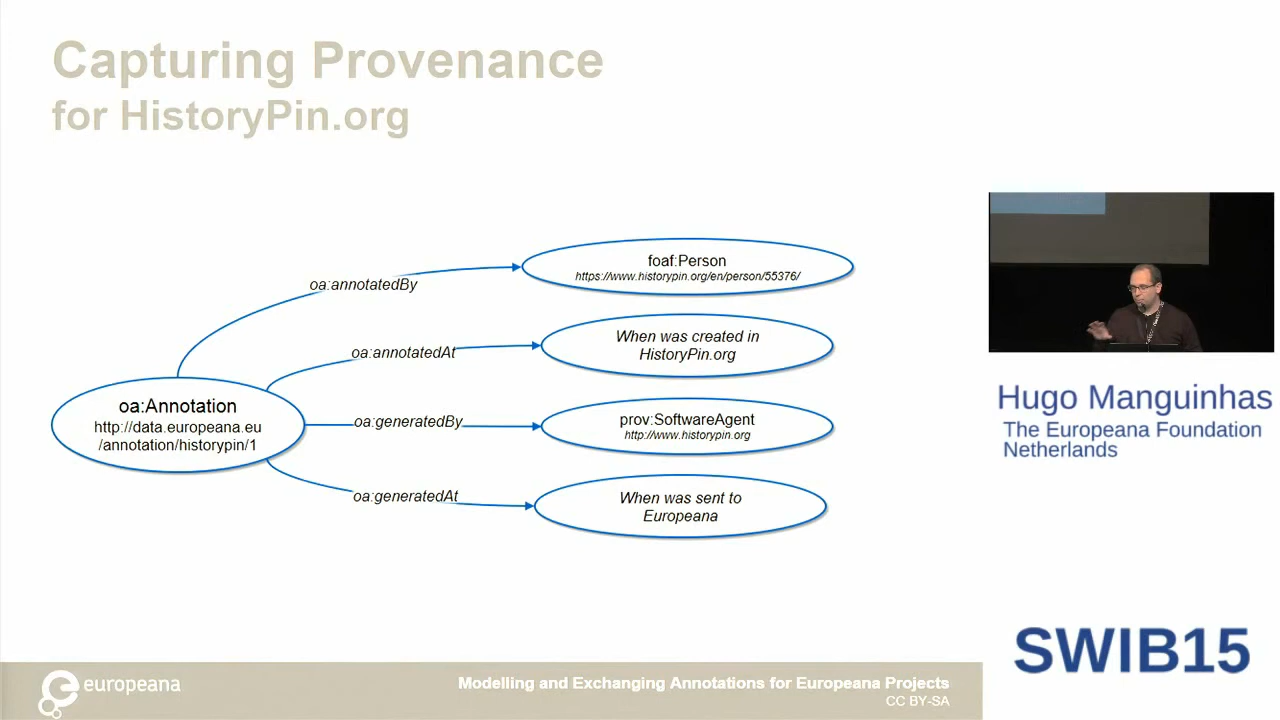 Capturing Provenance
for HistoryPin.org
oa:annotatedBy
foaf:Person
https://www.historypin.org/en/person/55376/
oa:annotatedAt
When was created in
HistoryPin.org
oa:Annotation
http://data.europeana.eu
/annotation/historypin/1
oa:generatedBy
prov:SoftwareAgent
http://www.historypin.org
oa:generatedAt
When was sent to
Europeana
Hugo Manguinhas
The Europeana Foundation
Netherlands
SWIB15
europeana
Modelling and Exchanging Annotations for Europeana Projects
CC BY-SA